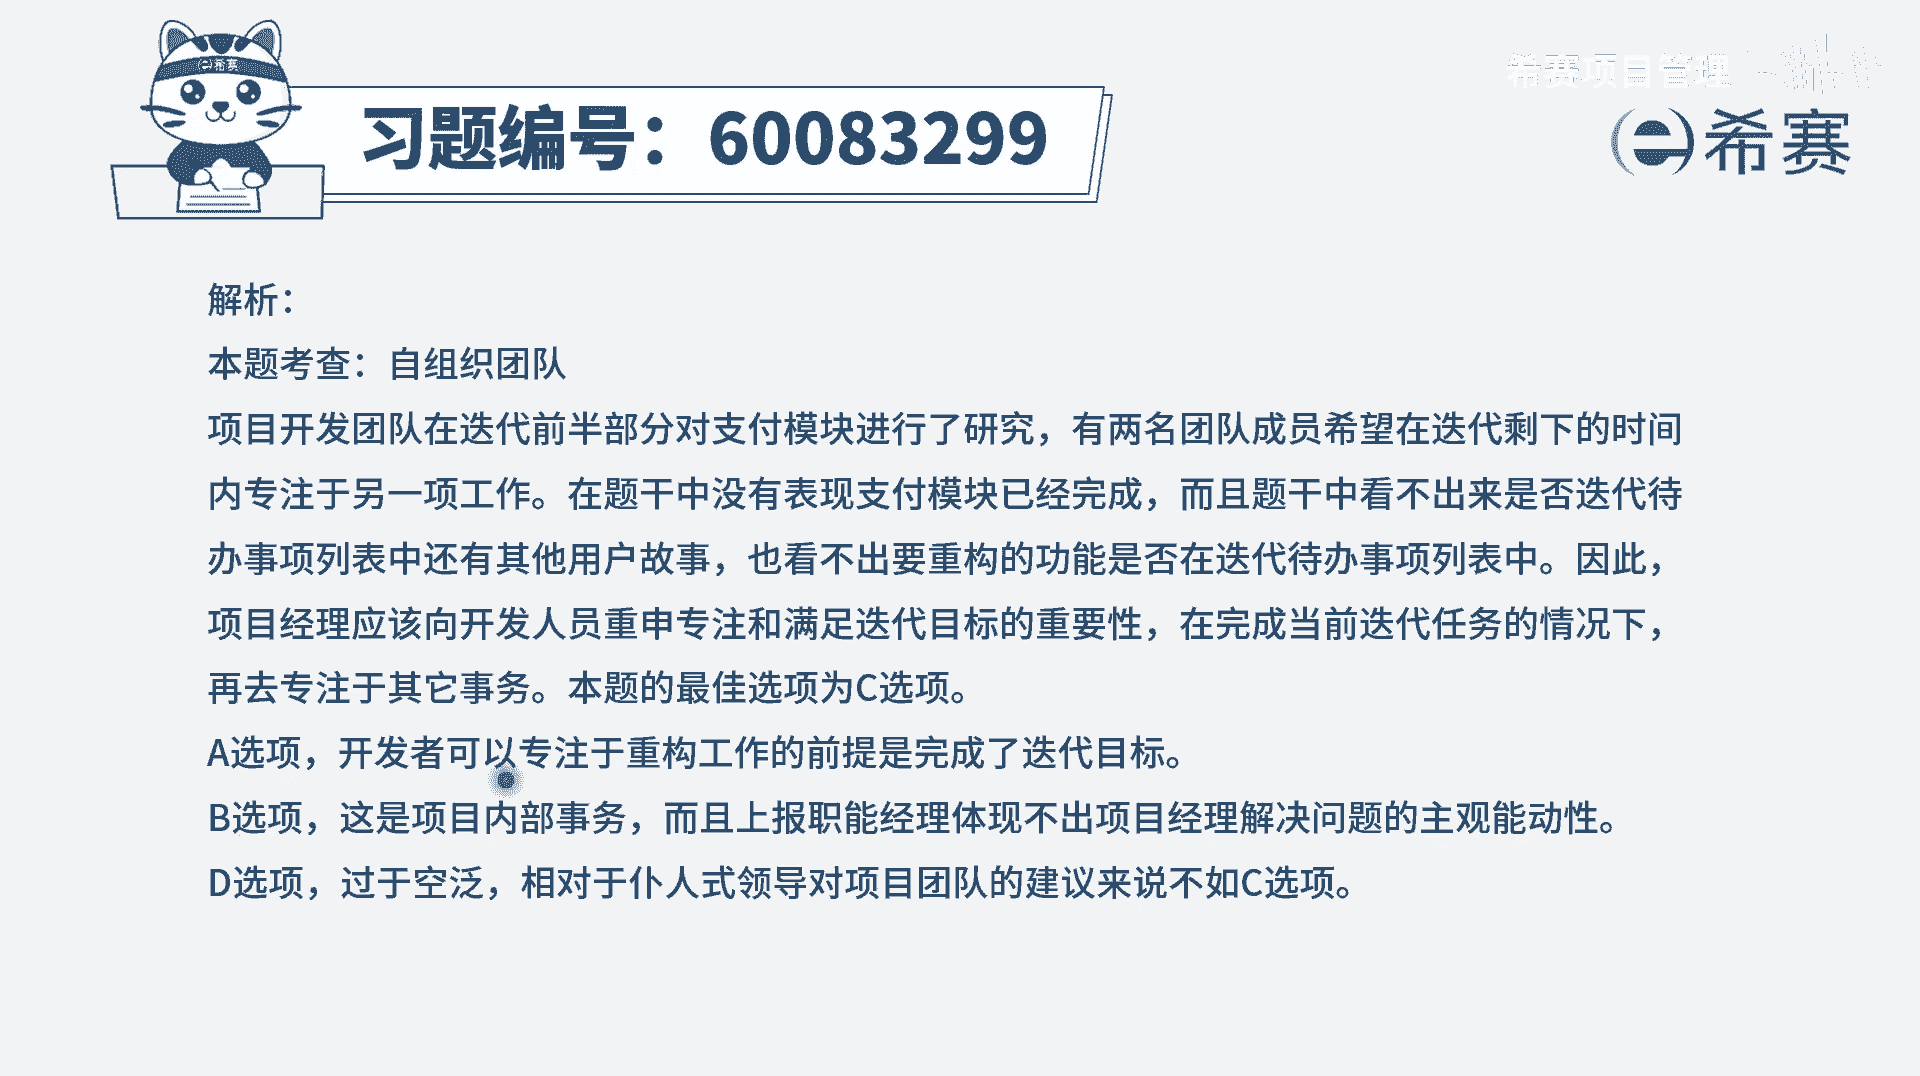 希赛
习题编号：60083299
希赛项目管理
希赛
解析：
本题考查：自组织团队
项目开发团队在迭代前半部分对支付模块进行了研究，有两名团队成员希望在迭代剩下的时间
内专注于另一项工作。在题干中没有表现支付模块已经完成，而且题干中看不出来是否迭代待
办事项列表中还有其他用户故事，也看不出要重构的功能是否在迭代待办事项列表中。因此，
项目经理应该向开发人员重申专注和满足迭代目标的重要性，在完成当前迭代任务的情况下，
再去专注于其它事务。本题的最佳选项为C选项。
A选项，开发者可以专注于重构工作的前提是完成了迭代目标。
B选项，这是项目内部事务，而且上报职能经理体现不出项目经理解决问题的主观能动性。
D选项，过于空泛，相对于仆人式领导对项目团队的建议来说不如C选项。